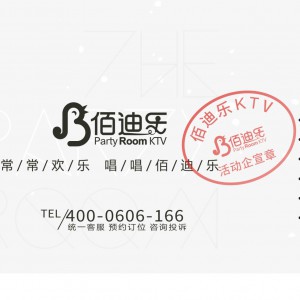 佰迪乐
Party Room KTV
常/常/欢/乐 唱/唱/佰/迪/乐
TEL/400-0606-166
统一客服 预约订位 咨询投诉
佰迪乐KTV
佰迪乐
Party Room KTV
活动企宣章